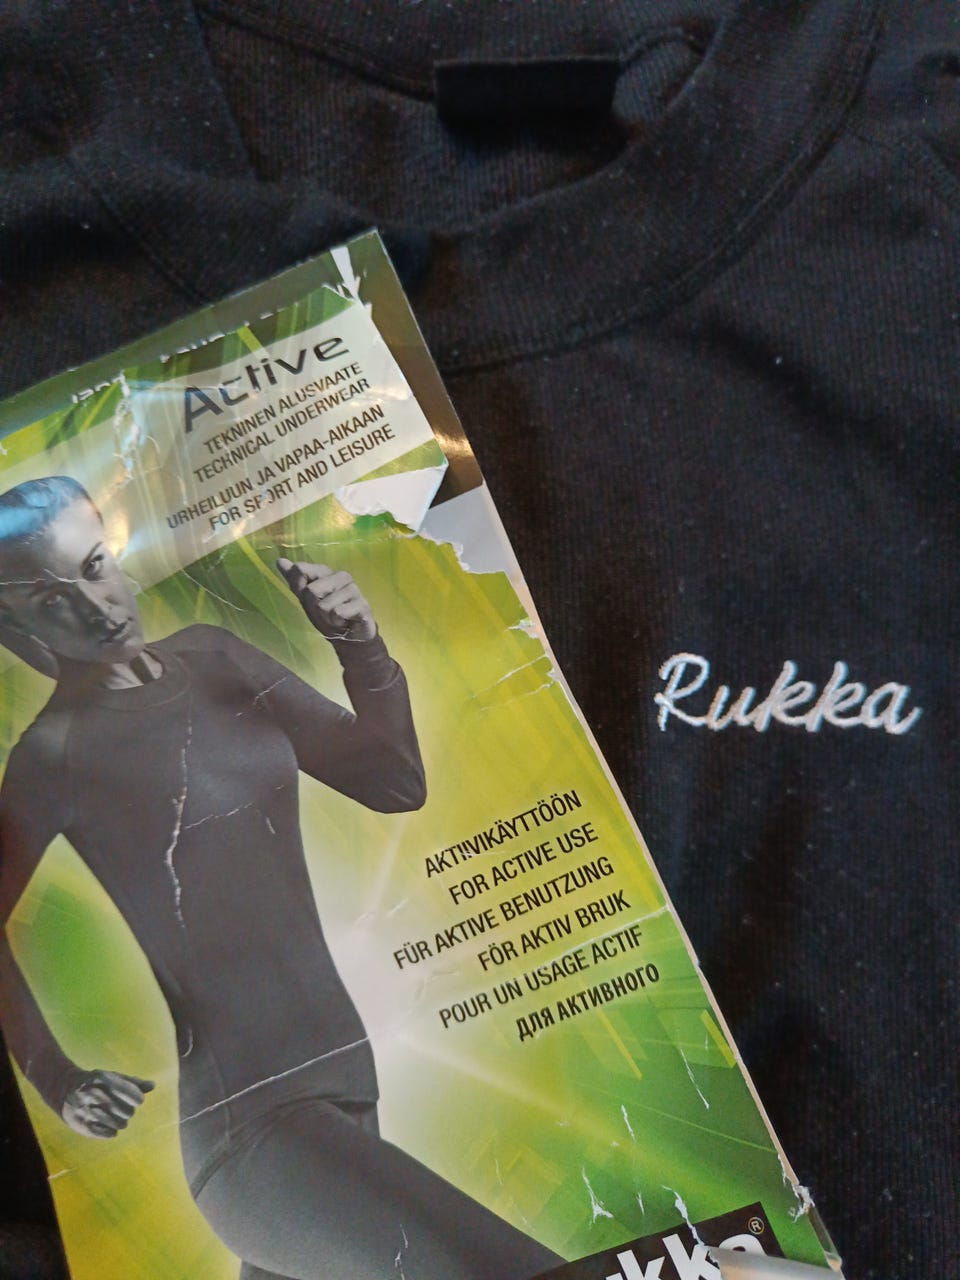 Active
TEKNINEN ALUSVAATE
TECHNICAL UNDERWEAR
URHEILUUN JA VAPAA-AIKAAN
FOR SPORT AND LEISURE
Rukka
AKTIIVIKÄYTTÖÖN
FOR ACTIVE USE
FÜR AKTIVE BENUTZUNG
FÖR AKTIV BRUK
POUR UN USAGE ACTIF
ДЛЯ АКТИВНОГО
ukka®